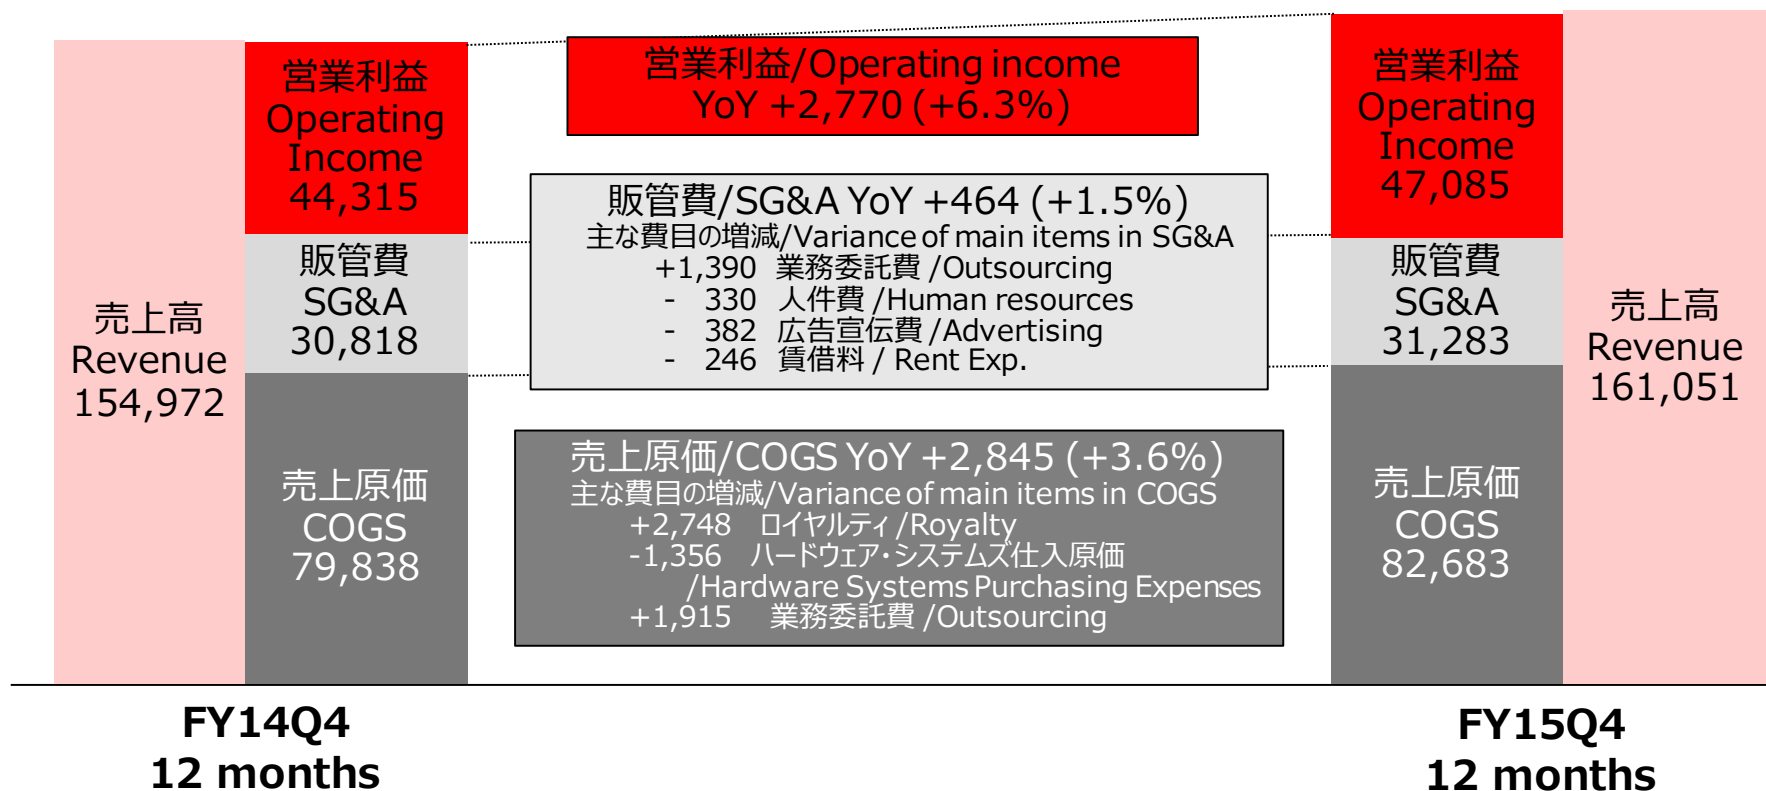 売上高
Revenue
154,972
営業利益
Operating
Income
44,315
販管費
SG&A
30,818
売上原価
COGS
79,838
営業利益/Operating income
YoY +2,770 (+6.3%)
販管費/SG&A YoY +464 (+1.5%)
主な費目の増減/Variance of main items in SG&A
+1,390 業務委託費 /Outsourcing
- 330 人件費 /Human resources
- 382 広告宣伝費 /Advertising
- 246 賃借料 / Rent Exp.
売上原価/COGS YoY +2,845 (+3.6%)
主な費目の増減/Variance of main items in COGS
+2,748 ロイヤルティ /Royalty
-1,356 ハードウェア・システムズ仕入原価
/Hardware Systems Purchasing Expenses
+1,915 業務委託費 /Outsourcing
営業利益
Operating
Income
47,085
販管費
SG&A
31,283
売上原価
COGS
82,683
売上高
Revenue
161,051
FY14Q4
12 months
FY15Q4
12 months